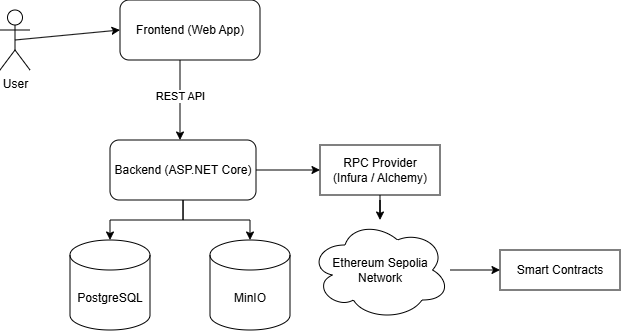 Frontend (Web App)
User
REST API
Backend (ASP.NET Core)
RPC Provider
(Infura / Alchemy)
Ethereum Sepolia
Network
Smart Contracts
PostgreSQL
MinIO